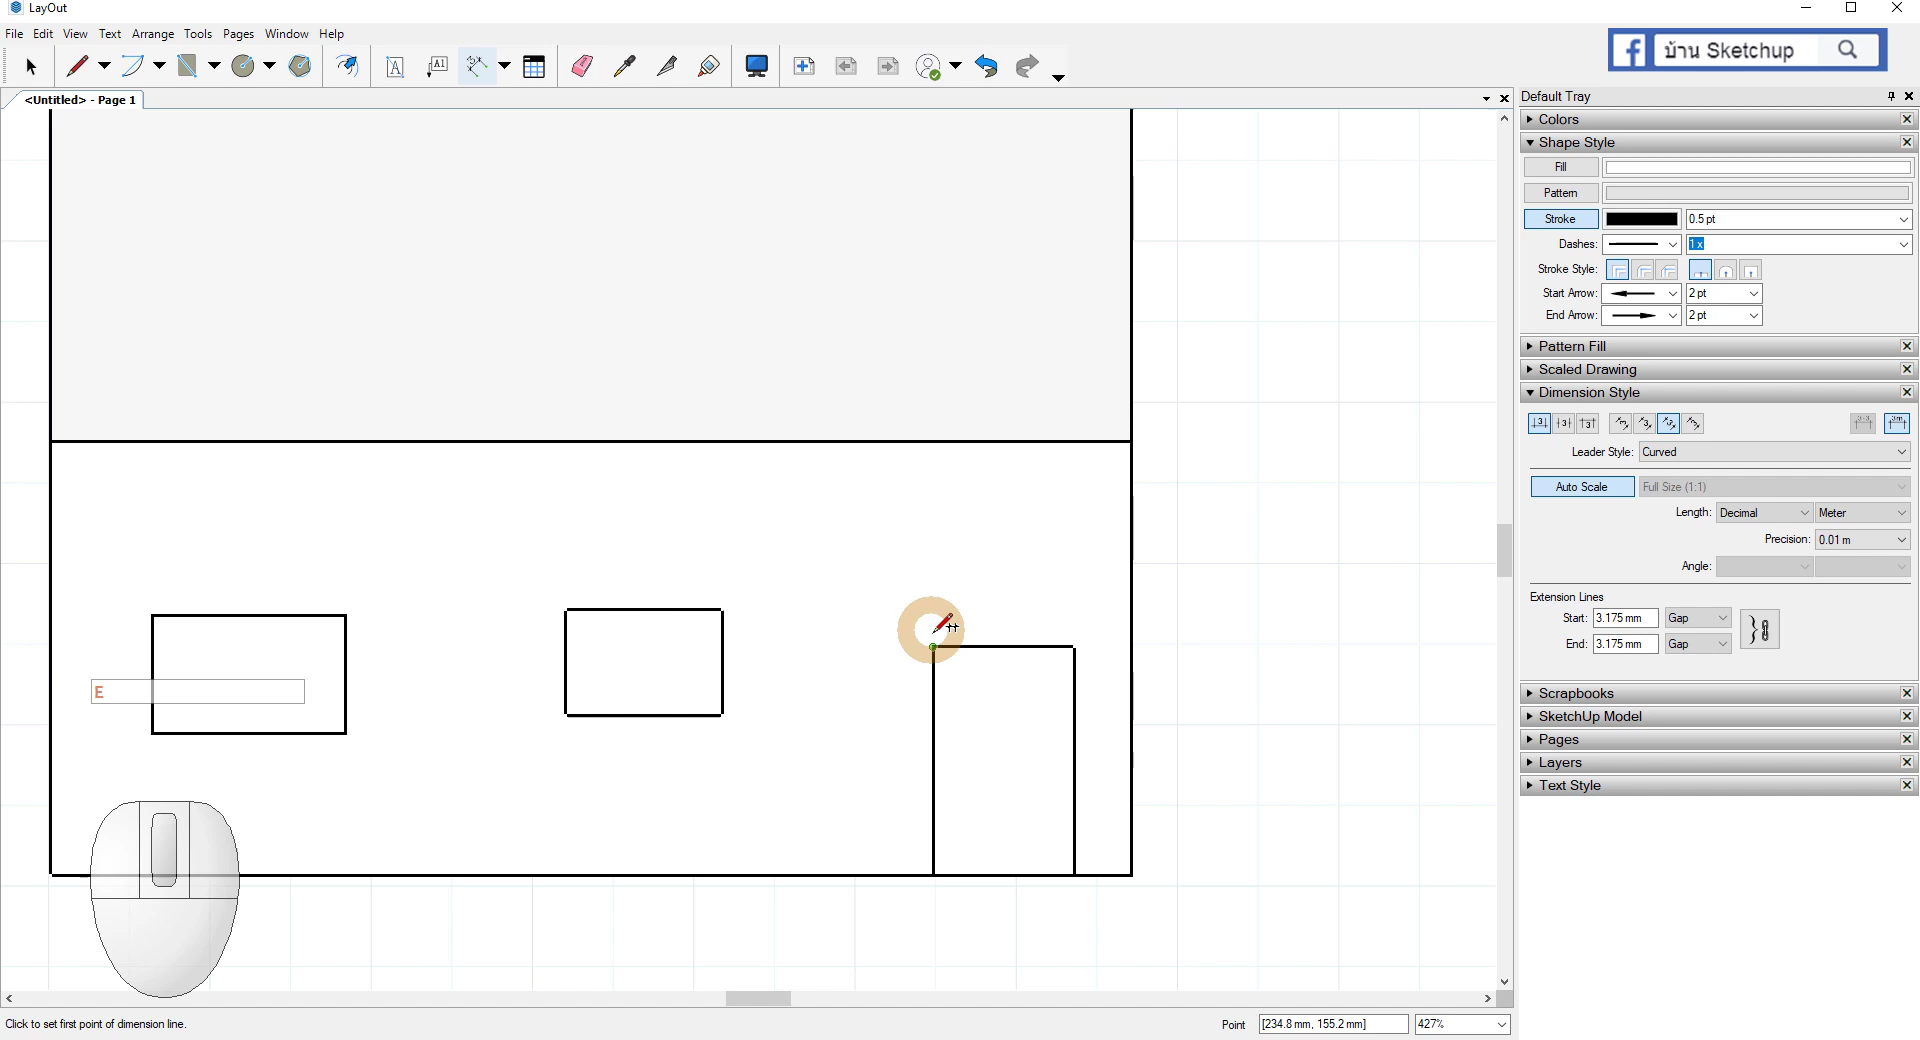 LayOut
File Edit View Text Arrange Tools Pages Window Help
บ้าน Sketchup
A A1
<Untitled> - Page 1
Default Tray
Colors
Shape Style
Fill
Pattern
Stroke 0.5 pt
Dashes: 1 x
Stroke Style:
Start Arrow: 2 pt
End Arrow: 2 pt
Pattern Fill
Scaled Drawing
Dimension Style
Leader Style: Curved
Auto Scale Full Size (1:1)
Length: Decimal Meter
Precision: 0.01 m
Angle:
Extension Lines
Start: 3.175 mm Gap
End: 3.175 mm Gap
Scrapbooks
SketchUp Model
Pages
Layers
Text Style
E
Click to set first point of dimension line.
Point [234.8 mm, 155.2 mm] 427%